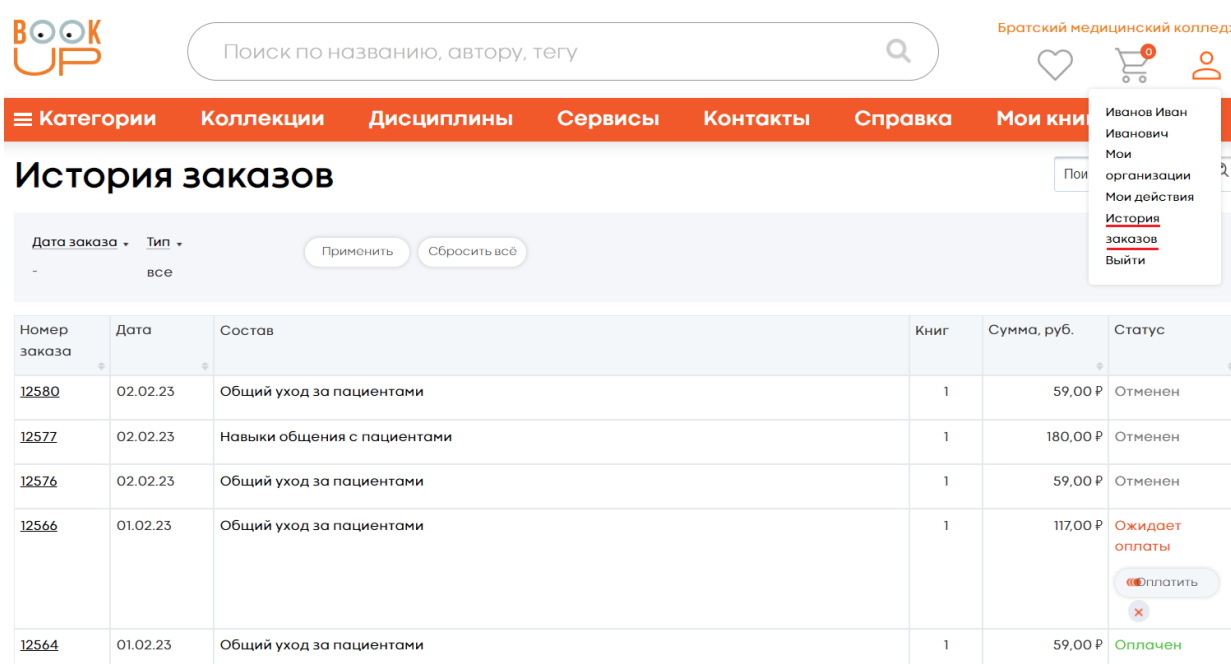 BOOK UP
Братский медицинский коллед
Поиск по названию, автору, тегу
0
Категории Коллекции Дисциплины Сервисы Контакты Справка Мои кни
Иванов Иван
Иванович
Мои
организации
Мои действия
История
заказов
Выйти
История заказов
Пои
Дата заказа Тип Применить Сбросить всё
- все
Номер заказа Дата Состав Книг Сумма, руб. Статус
12580 02.02.23 Общий уход за пациентами 1 59,00 ₽ Отменен
12577 02.02.23 Навыки общения с пациентами 1 180,00 ₽ Отменен
12576 02.02.23 Общий уход за пациентами 1 59,00 ₽ Отменен
12566 01.02.23 Общий уход за пациентами 1 117,00 ₽ Ожидает
оплаты
Оплатить
×
12564 01.02.23 Общий уход за пациентами 1 59,00 ₽ Оплачен